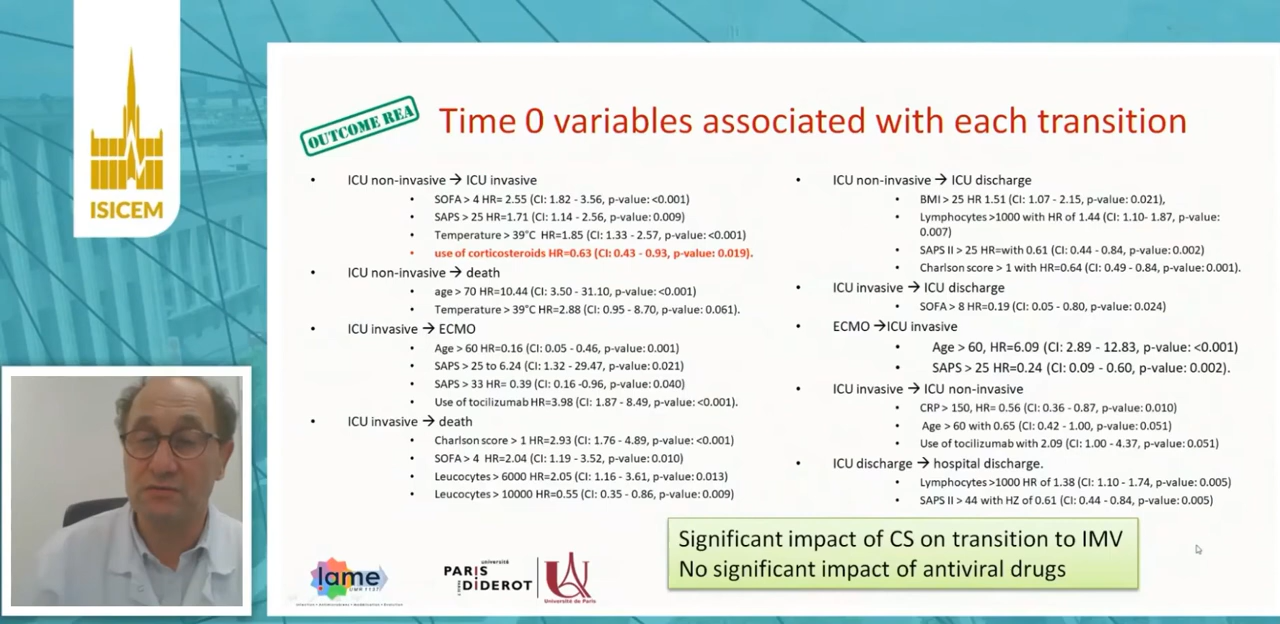 ISICEM
OUTCOME REA
Time 0 variables associated with each transition
• ICU non-invasive → ICU invasive
• SOFA > 4 HR= 2.55 (CI: 1.82 - 3.56, p-value: <0.001)
• SAPS > 25 HR=1.71 (CI: 1.14 - 2.56, p-value: 0.009)
• Temperature > 39°C HR=1.85 (CI: 1.33 - 2.57, p-value: <0.001)
• use of corticosteroids HR=0.63 (CI: 0.43 - 0.93, p-value: 0.019).
• ICU non-invasive → death
• age > 70 HR=10.44 (CI: 3.50 - 31.10, p-value: <0.001)
• Temperature > 39°C HR=2.88 (CI: 0.95 - 8.70, p-value: 0.061).
• ICU invasive → ECMO
• Age > 60 HR=0.16 (CI: 0.05 - 0.46, p-value: 0.001)
• SAPS > 25 to 6.24 (CI: 1.32 - 29.47, p-value: 0.021)
• SAPS > 33 HR= 0.39 (CI: 0.16 -0.96, p-value: 0.040)
• Use of tocilizumab HR=3.98 (CI: 1.87 - 8.49, p-value: <0.001).
• ICU invasive → death
• Charlson score > 1 HR=2.93 (CI: 1.76 - 4.89, p-value: <0.001)
• SOFA > 4 HR=2.04 (CI: 1.19 - 3.52, p-value: 0.010)
• Leucocytes > 6000 HR=2.05 (CI: 1.16 - 3.61, p-value: 0.013)
• Leucocytes > 10000 HR=0.55 (CI: 0.35 - 0.86, p-value: 0.009)
• ICU non-invasive → ICU discharge
• BMI > 25 HR 1.51 (CI: 1.07 - 2.15, p-value: 0.021),
• Lymphocytes >1000 with HR of 1.44 (CI: 1.10- 1.87, p-value:
0.007)
• SAPS II > 25 HR=with 0.61 (CI: 0.44 - 0.84, p-value: 0.002)
• Charlson score > 1 with HR=0.64 (CI: 0.49 - 0.84, p-value: 0.001).
• ICU invasive → ICU discharge
• SOFA > 8 HR=0.19 (CI: 0.05 - 0.80, p-value: 0.024)
• ECMO →ICU invasive
• Age > 60, HR=6.09 (CI: 2.89 - 12.83, p-value: <0.001)
• SAPS > 25 HR=0.24 (CI: 0.09 - 0.60, p-value: 0.002).
• ICU invasive → ICU non-invasive
• CRP > 150, HR= 0.56 (CI: 0.36 - 0.87, p-value: 0.010)
• Age > 60 with 0.65 (CI: 0.42 - 1.00, p-value: 0.051)
• Use of tocilizumab with 2.09 (CI: 1.00 - 4.37, p-value: 0.051)
• ICU discharge → hospital discharge.
• Lymphocytes >1000 HR of 1.38 (CI: 1.10 - 1.74, p-value: 0.005)
• SAPS II > 44 with HZ of 0.61 (CI: 0.44 - 0.84, p-value: 0.005)
Significant impact of CS on transition to IMV
No significant impact of antiviral drugs
Iame
UMR 1137
université
PARIS
DIDEROT
Université de Paris